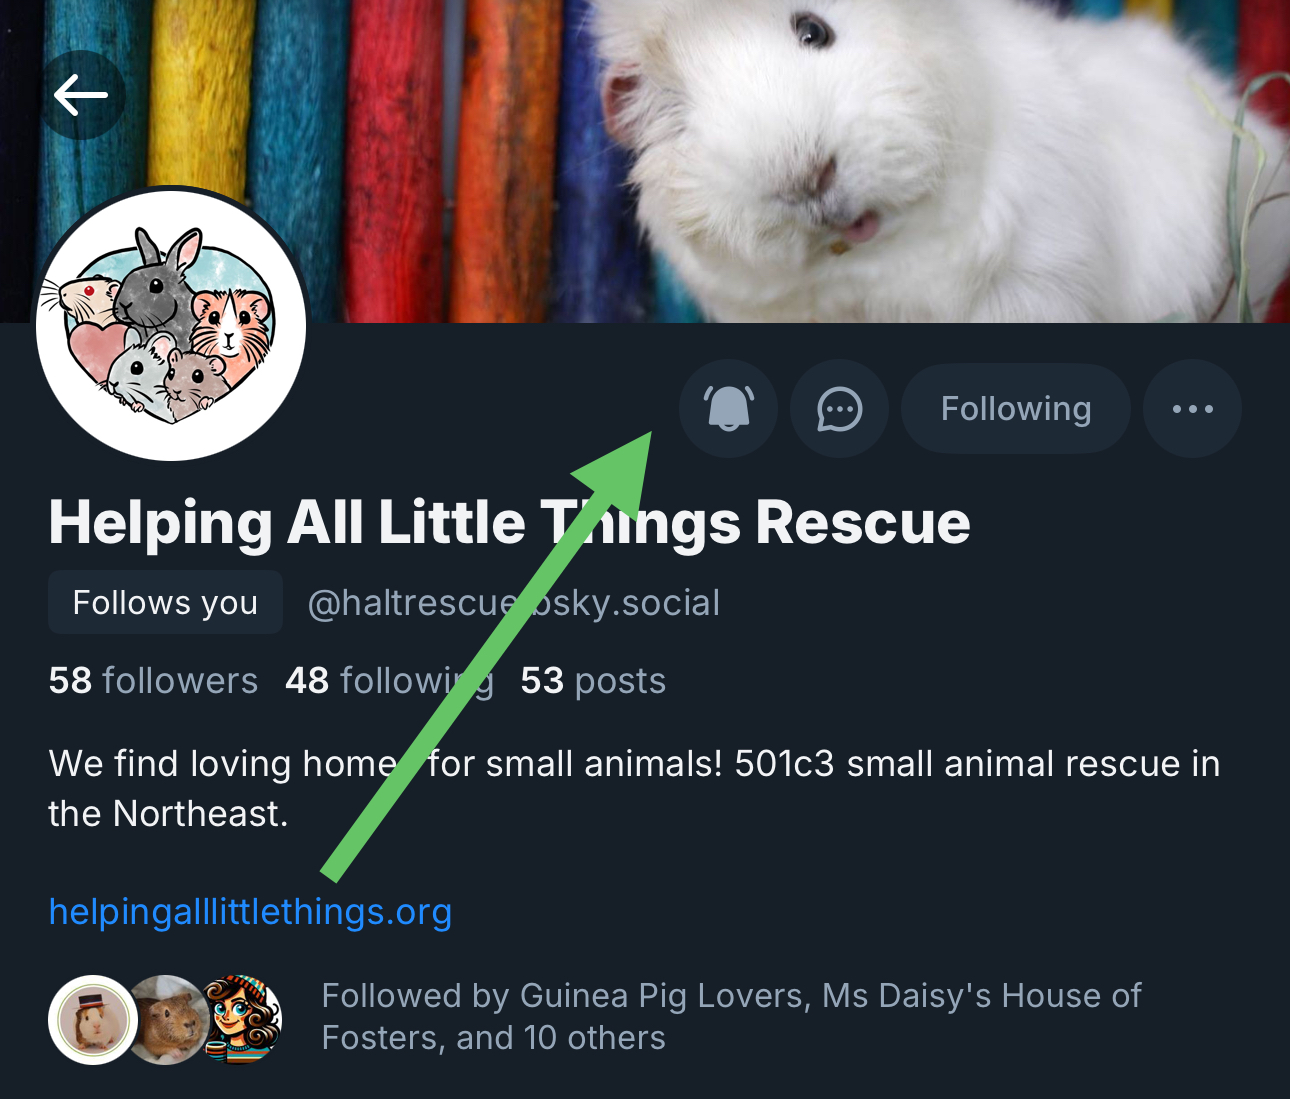 Following
Helping All Little Things Rescue
Follows you @haltrescue.bsky.social
58 followers 48 following 53 posts
We find loving homes for small animals! 501c3 small animal rescue in
the Northeast.
helpingalllittlethings.org
Followed by Guinea Pig Lovers, Ms Daisy's House of
Fosters, and 10 others